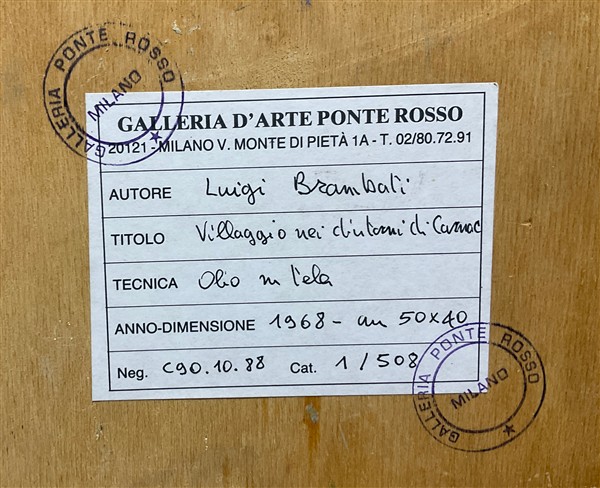 GALLERIA PONTE ROSSO
MILANO
GALLERIA D'ARTE PONTE ROSSO
20121 - MILANO V. MONTE DI PIETÀ 1A - T. 02/80.72.91
AUTORE Luigi Brambati
TITOLO Villaggio nei dintorni di Carnac
TECNICA Olio su tela
ANNO-DIMENSIONE 1968 - cm 50x40
Neg. C90.10.88 Cat. 1/508
GALLERIA PONTE ROSSO
MILANO